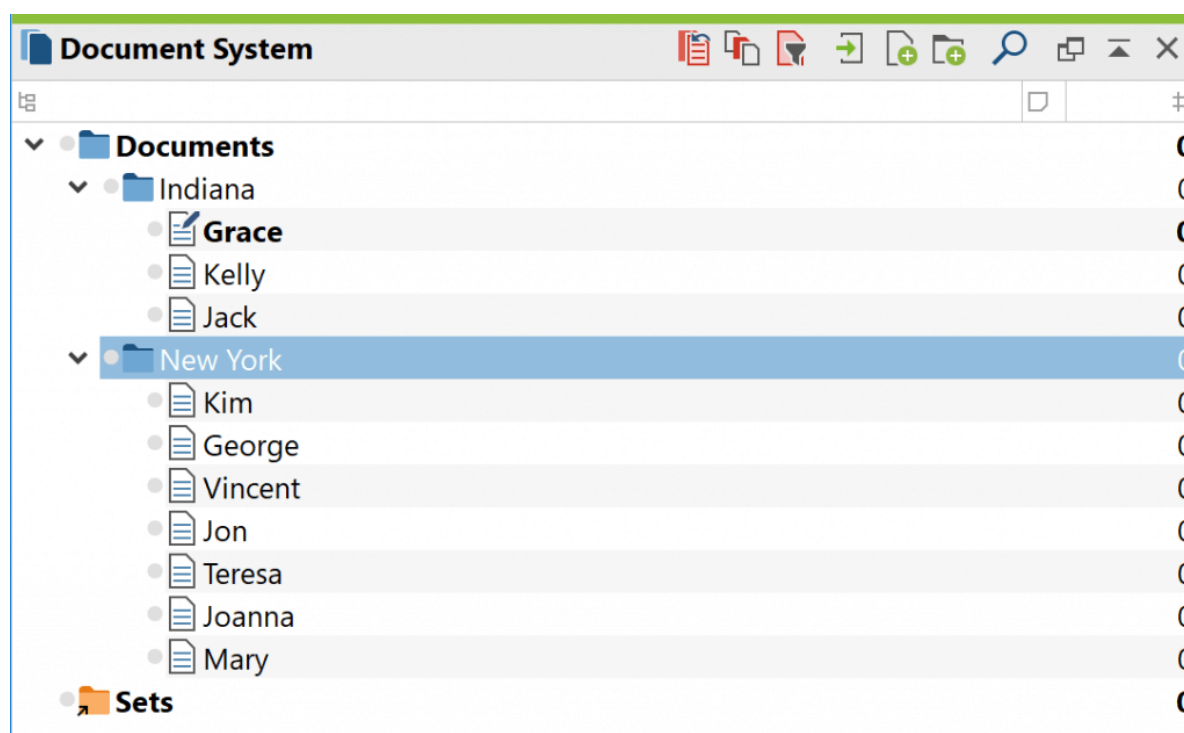 Document System
Documents
Indiana
Grace
Kelly
Jack
New York
Kim
George
Vincent
Jon
Teresa
Joanna
Mary
Sets